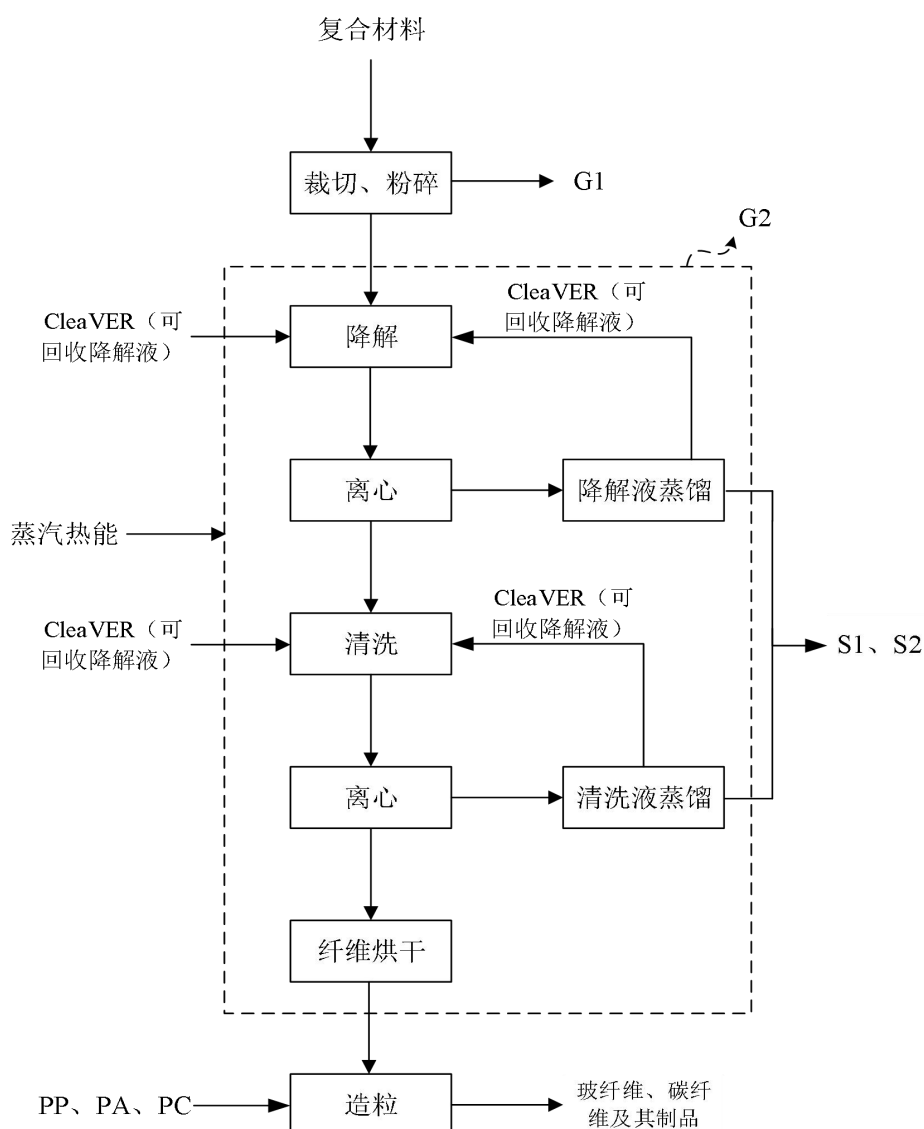 复合材料
裁切、粉碎
G1
G2
CleaVER（可
回收降解液）
降解
CleaVER（可
回收降解液）
离心
降解液蒸馏
蒸汽热能
CleaVER（可
回收降解液）
清洗
CleaVER（可
回收降解液）
S1、S2
离心
清洗液蒸馏
纤维烘干
PP、PA、PC
造粒
玻纤维、碳纤
维及其制品